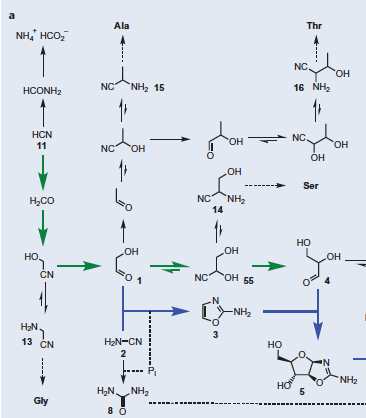 a
Ala
Thr
NH₄⁺ HCO₂⁻
NC NH₂ 15
NC
OH
16 NH₂
HCONH₂
HCN
11
NC OH
OH
O
NC
OH
OH
OH
H₂CO
NC NH₂
14
Ser
O
HO
CN
OH
O 1
OH
NC OH 55
HO
OH
O 4
N
O
NH₂
3
H₂N
13 CN
H₂N—CN
2
Pᵢ
Gly
H₂N NH₂
8 O
HO
O
N
HO
O
NH₂
5